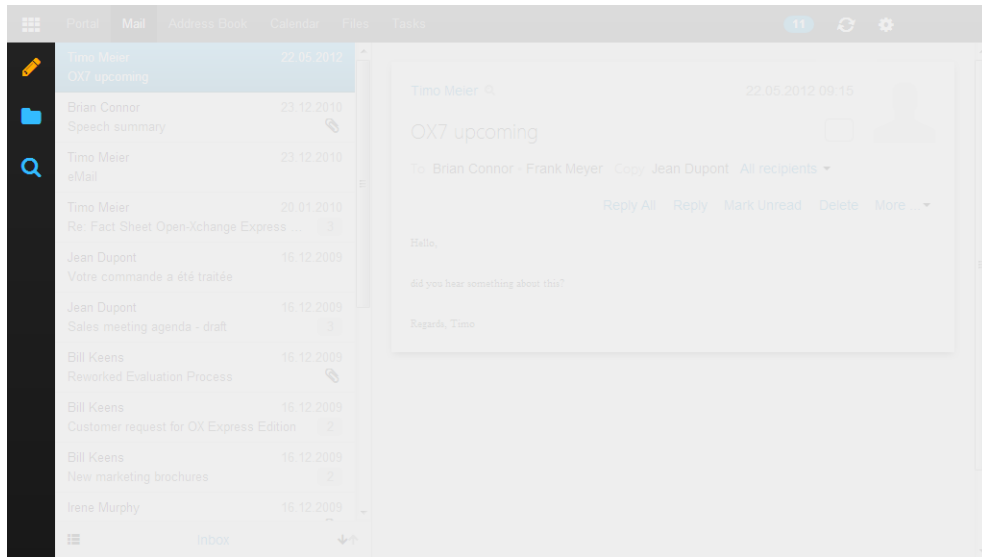 Portal Mail Address Book Calendar Files Tasks 11
Timo Meier 22.05.2012
OX7 upcoming
Brian Connor 23.12.2010
Speech summary
Timo Meier 23.12.2010
eMail
Timo Meier 20.01.2010
Re: Fact Sheet Open-Xchange Express ... 3
Jean Dupont 16.12.2009
Votre commande a été traitée
Jean Dupont 16.12.2009
Sales meeting agenda - draft 3
Bill Keens 16.12.2009
Reworked Evaluation Process
Bill Keens 16.12.2009
Customer request for OX Express Edition 2
Bill Keens 16.12.2009
New marketing brochures 2
Irene Murphy 16.12.2009
Inbox
Timo Meier 22.05.2012 09:15
OX7 upcoming
To Brian Connor · Frank Meyer Copy Jean Dupont All recipients
Reply All Reply Mark Unread Delete More ...
Hallo,
did you hear something about this?
Regards, Timo